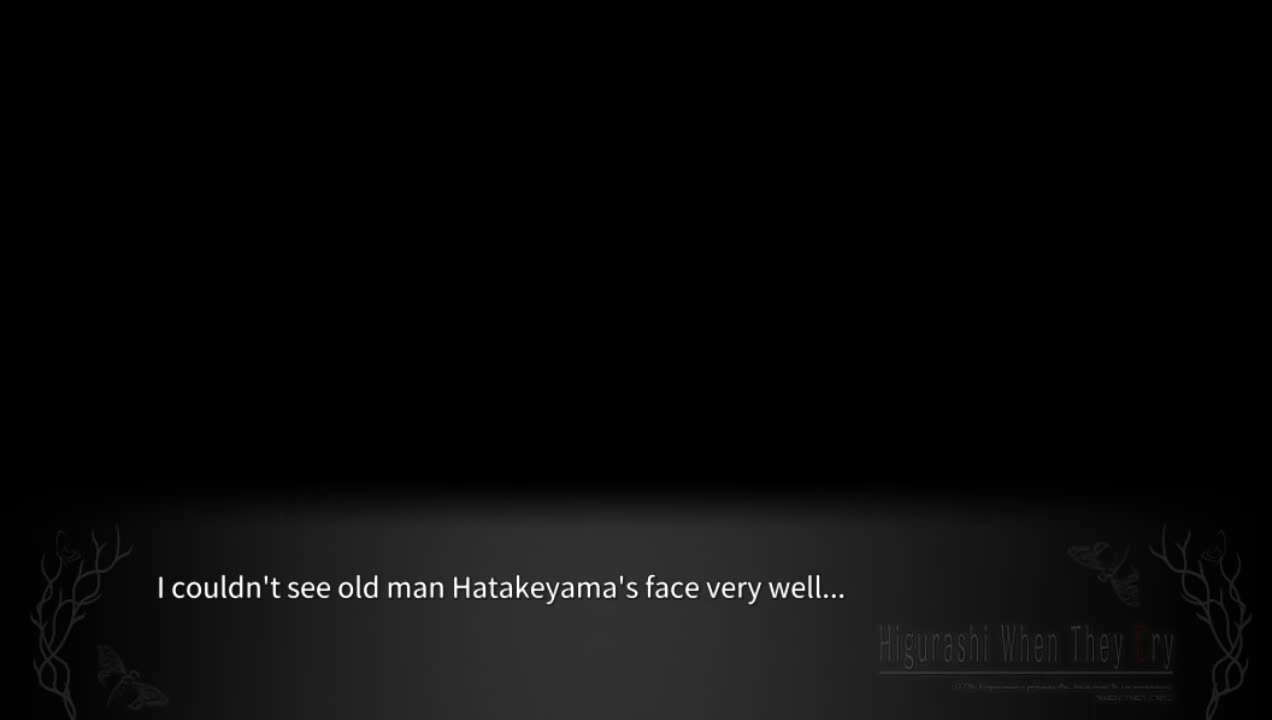 I couldn't see old man Hatakeyama's face very well...
Higurashi When They Cry